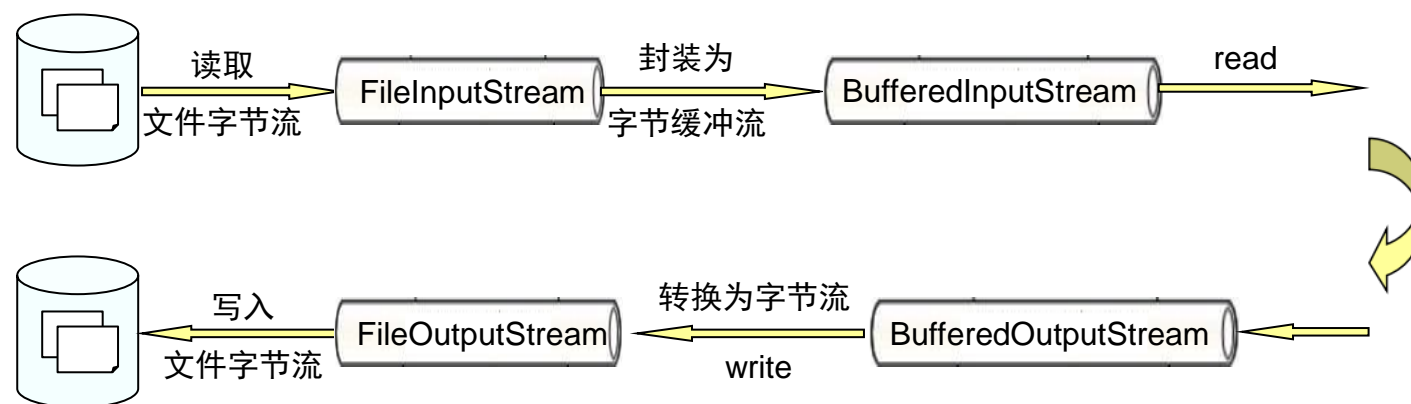 读取
文件字节流
FileInputStream
封装为
字节缓冲流
BufferedInputStream
read
写入
文件字节流
FileOutputStream
转换为字节流
write
BufferedOutputStream